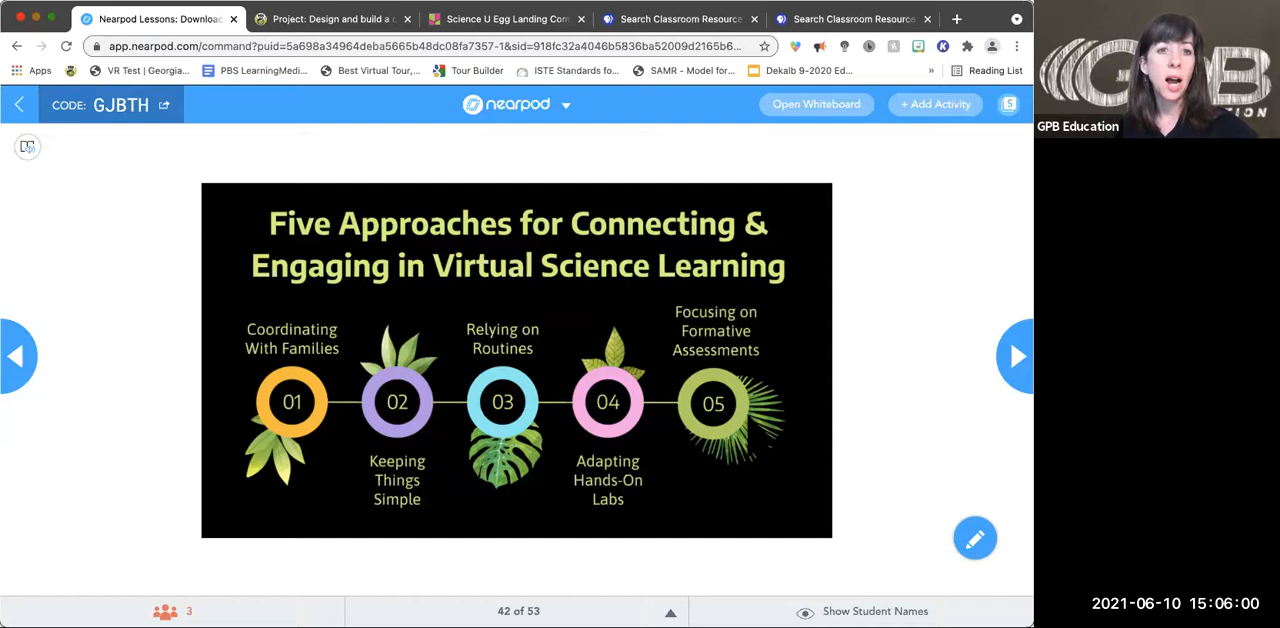 Nearpod Lessons: Downloa
Project: Design and build a c
Science U Egg Landing Con
Search Classroom Resource
Search Classroom Resource
app.nearpod.com/command?puid=5a698a34964deba5665b48dc08fa7357-1&sid=918fc32a4046b5836ba52009d2165b6...
Apps
VR Test | Georgia...
PBS LearningMedi...
Best Virtual Tour,...
Tour Builder
ISTE Standards fo...
SAMR - Model for...
Dekalb 9-2020 Ed...
»
Reading List
CODE: GJBTH
nearpod
Open Whiteboard
+ Add Activity
5
GPB
GPB Education
Five Approaches for Connecting &
Engaging in Virtual Science Learning
Coordinating
With Families
01
02
Keeping
Things
Simple
Relying on
Routines
03
04
Adapting
Hands-On
Labs
Focusing on
Formative
Assessments
05
3
42 of 53
Show Student Names
2021-06-10 15:06:00